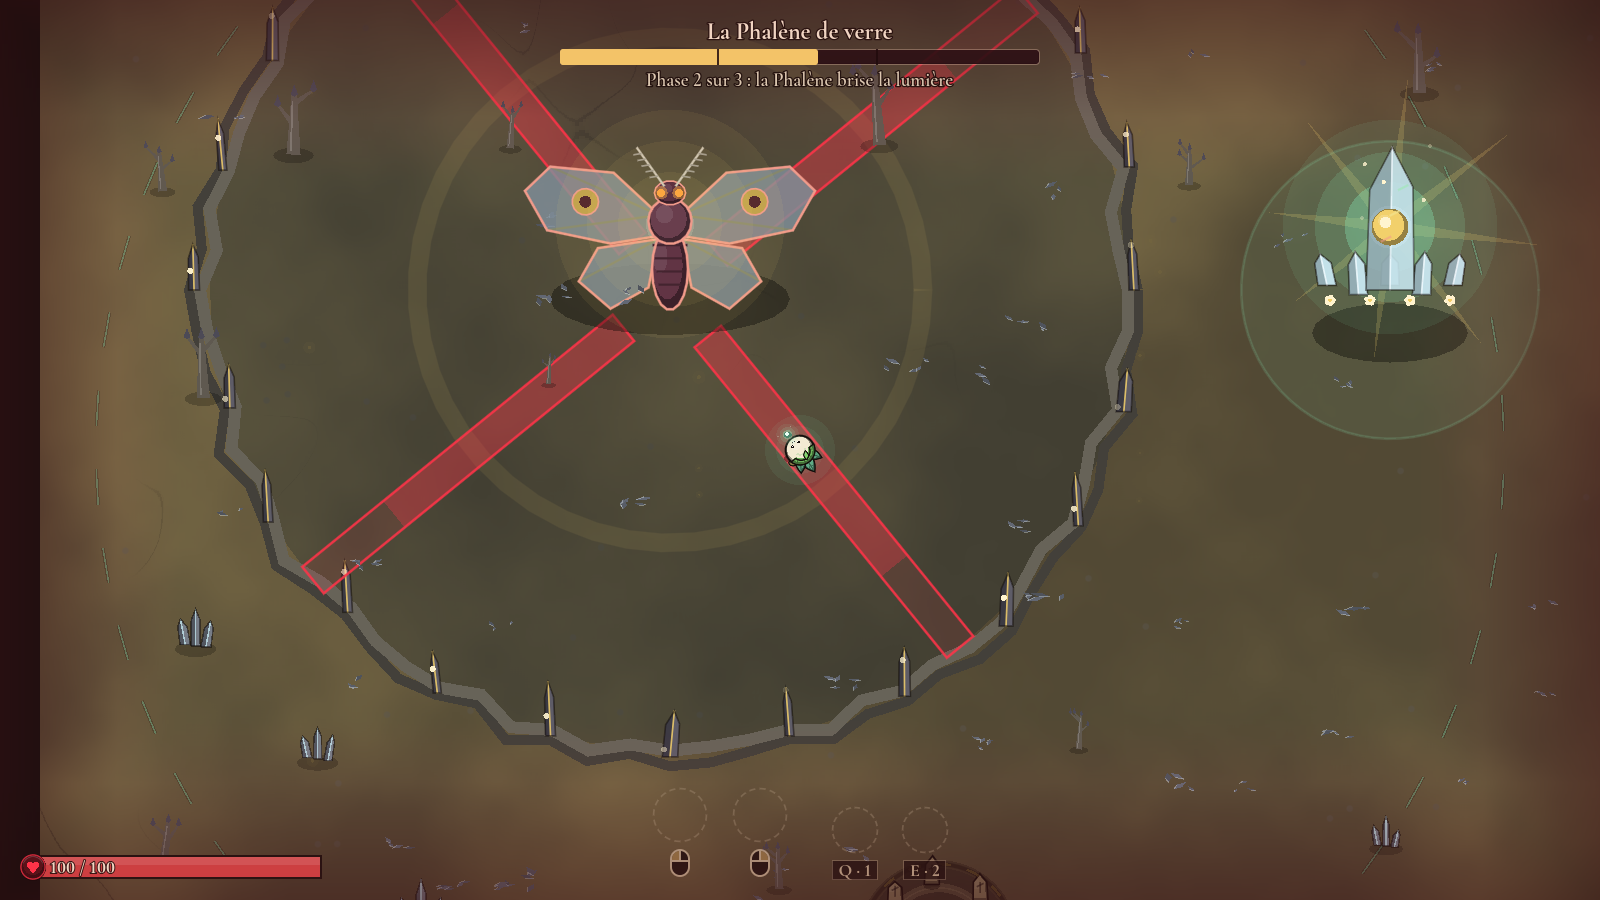 La Phalène de verre
Phase 2 sur 3 : la Phalène brise la lumière
100 / 100
Q · 1
E · 2